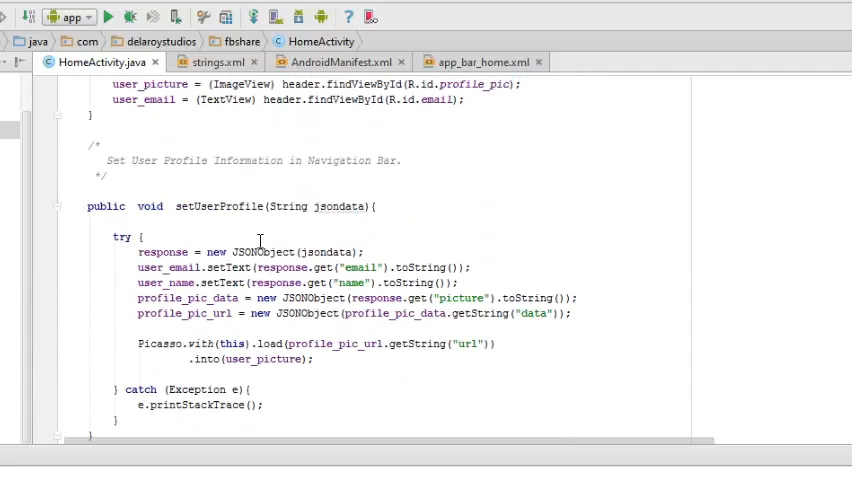 app
java com delaroystudios fbshare HomeActivity
HomeActivity.java strings.xml AndroidManifest.xml app_bar_home.xml
user_picture = (ImageView) header.findViewById(R.id.profile_pic);
user_email = (TextView) header.findViewById(R.id.email);
}
/*
Set User Profile Information in Navigation Bar.
*/
public void setUserProfile(String jsondata){
try {
response = new JSONObject(jsondata);
user_email.setText(response.get("email").toString());
user_name.setText(response.get("name").toString());
profile_pic_data = new JSONObject(response.get("picture").toString());
profile_pic_url = new JSONObject(profile_pic_data.getString("data"));
Picasso.with(this).load(profile_pic_url.getString("url"))
.into(user_picture);
} catch (Exception e){
e.printStackTrace();
}
}